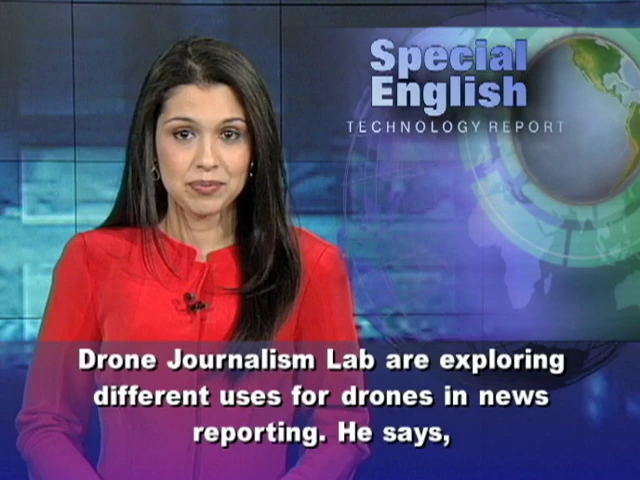 Special
English
TECHNOLOGY REPORT
Drone Journalism Lab are exploring
different uses for drones in news
reporting. He says,